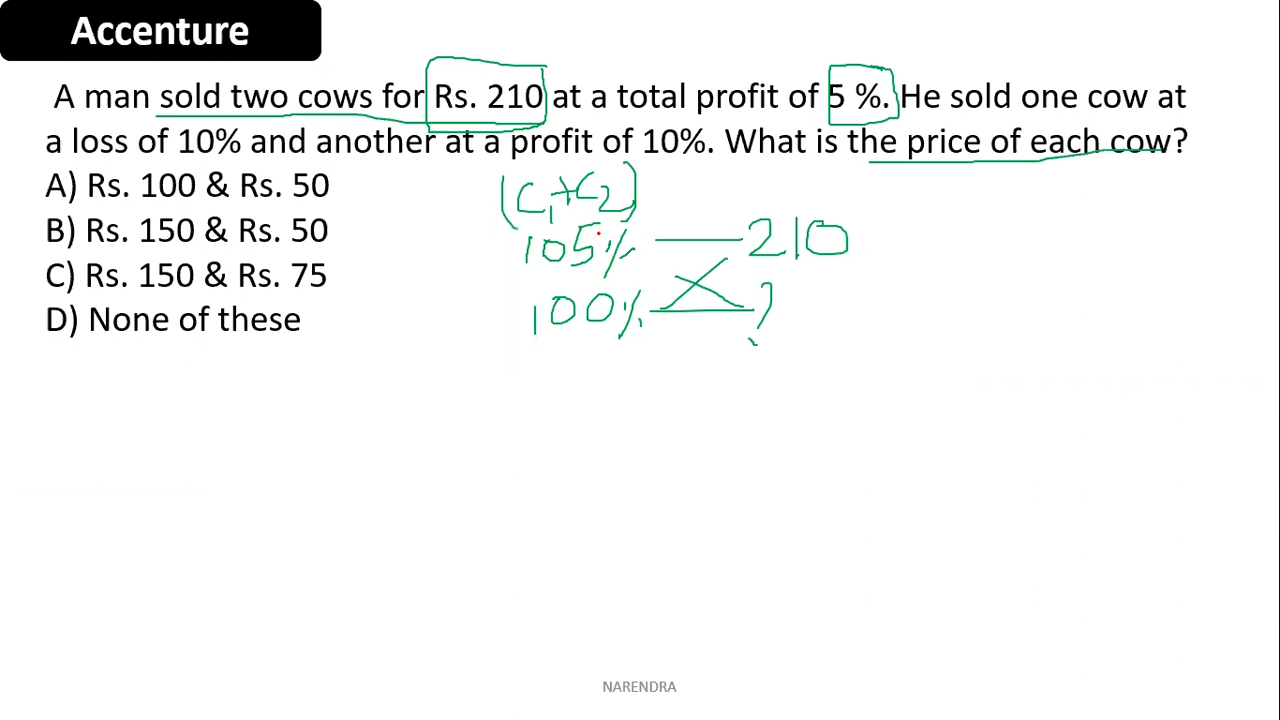 Accenture
A man sold two cows for Rs. 210 at a total profit of 5 %. He sold one cow at
a loss of 10% and another at a profit of 10%. What is the price of each cow?
A) Rs. 100 & Rs. 50
B) Rs. 150 & Rs. 50
C) Rs. 150 & Rs. 75
D) None of these
(C1+C2)
105% 210
100% ?
NARENDRA